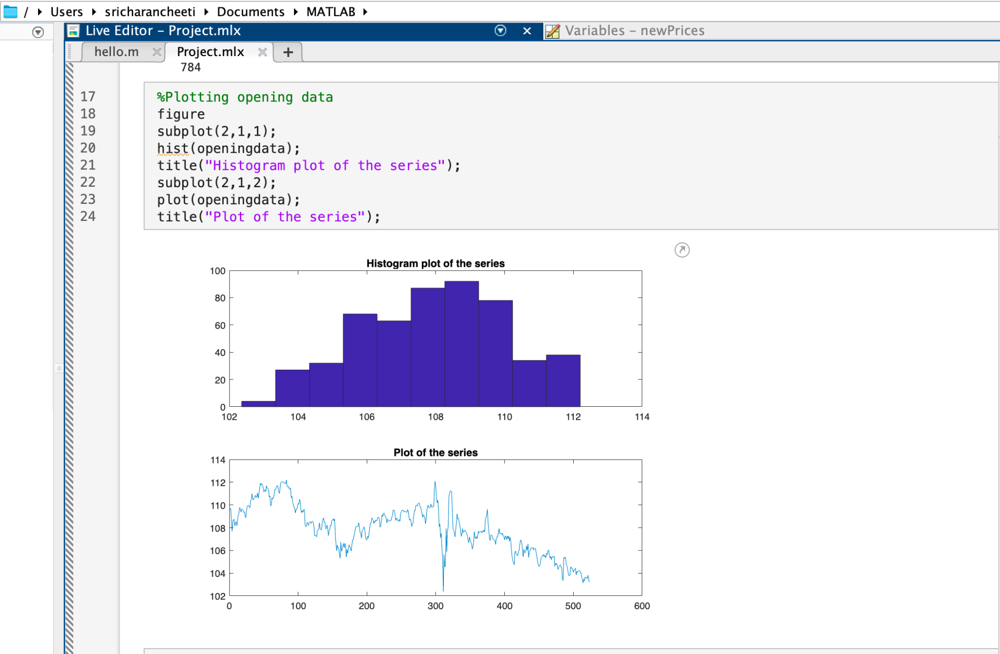 / Users sricharancheeti Documents MATLAB
Live Editor – Project.mlx
Variables – newPrices
hello.m Project.mlx +
784
17 %Plotting opening data
18 figure
19 subplot(2,1,1);
20 hist(openingdata);
21 title("Histogram plot of the series");
22 subplot(2,1,2);
23 plot(openingdata);
24 title("Plot of the series");
Histogram plot of the series
100
80
60
40
20
0
102 104 106 108 110 112 114
Plot of the series
114
112
110
108
106
104
102
0 100 200 300 400 500 600